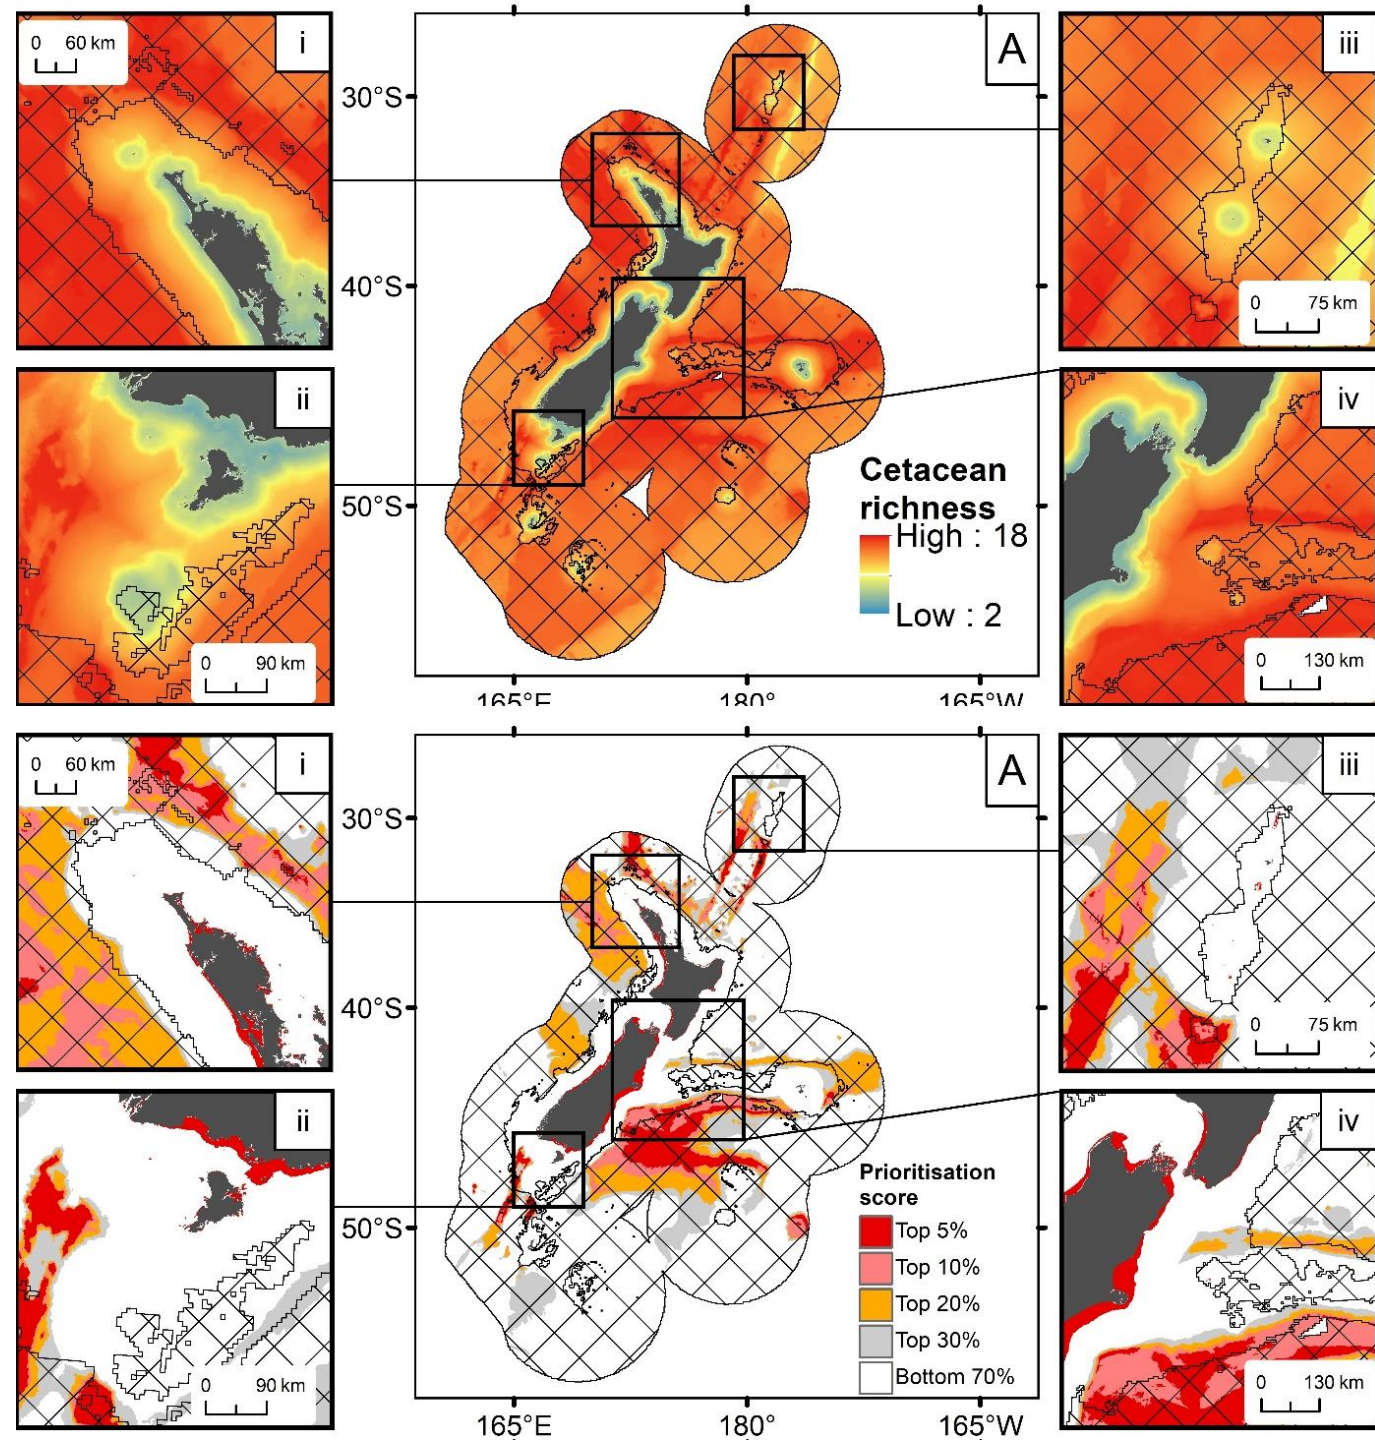 0 60 km
i
A
iii
30°S
40°S
50°S
0 75 km
ii
0 90 km
iv
0 130 km
Cetacean
richness
High : 18
Low : 2
165°E 180° 165°W
0 60 km
i
A
iii
30°S
40°S
50°S
0 75 km
ii
0 90 km
iv
0 130 km
Prioritisation
score
Top 5%
Top 10%
Top 20%
Top 30%
Bottom 70%
165°E 180° 165°W